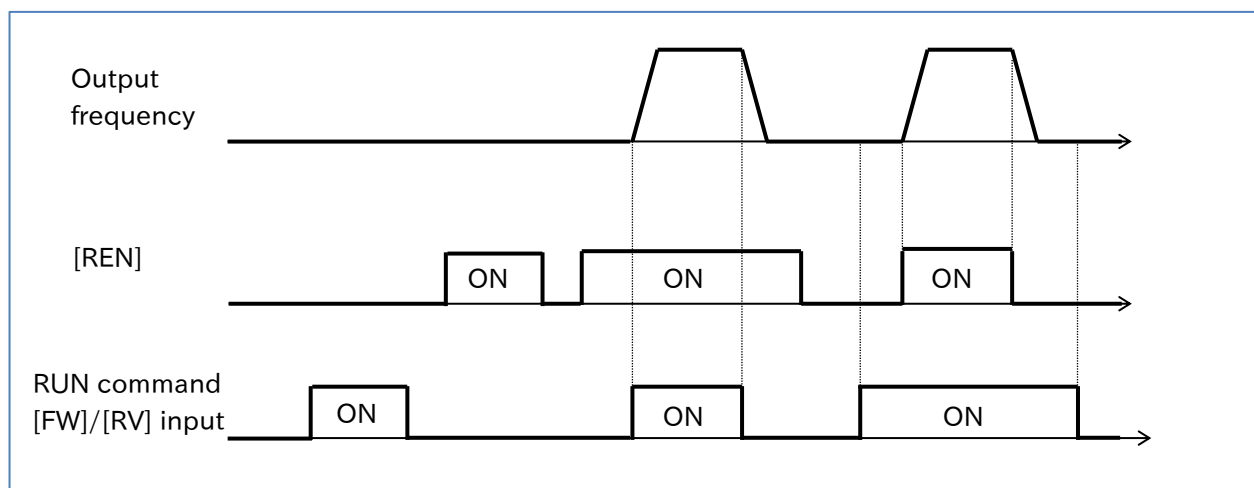 Output
frequency
[REN]
ON
ON
ON
RUN command
[FW]/[RV] input
ON
ON
ON